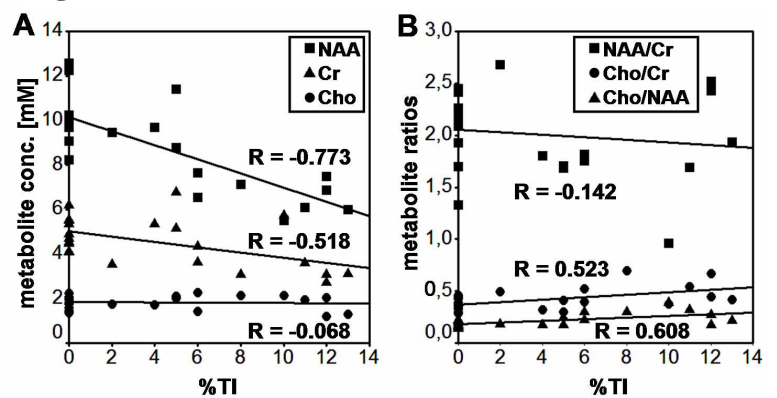 A
14
12
10
8
6
4
2
0
metabolite conc. [mM]
NAA
Cr
Cho
R = -0.773
R = -0.518
R = -0.068
0 2 4 6 8 10 12 14
%TI
B
3,0
2,5
2,0
1,5
1,0
0,5
0,0
metabolite ratios
NAA/Cr
Cho/Cr
Cho/NAA
R = -0.142
R = 0.523
R = 0.608
0 2 4 6 8 10 12 14
%TI